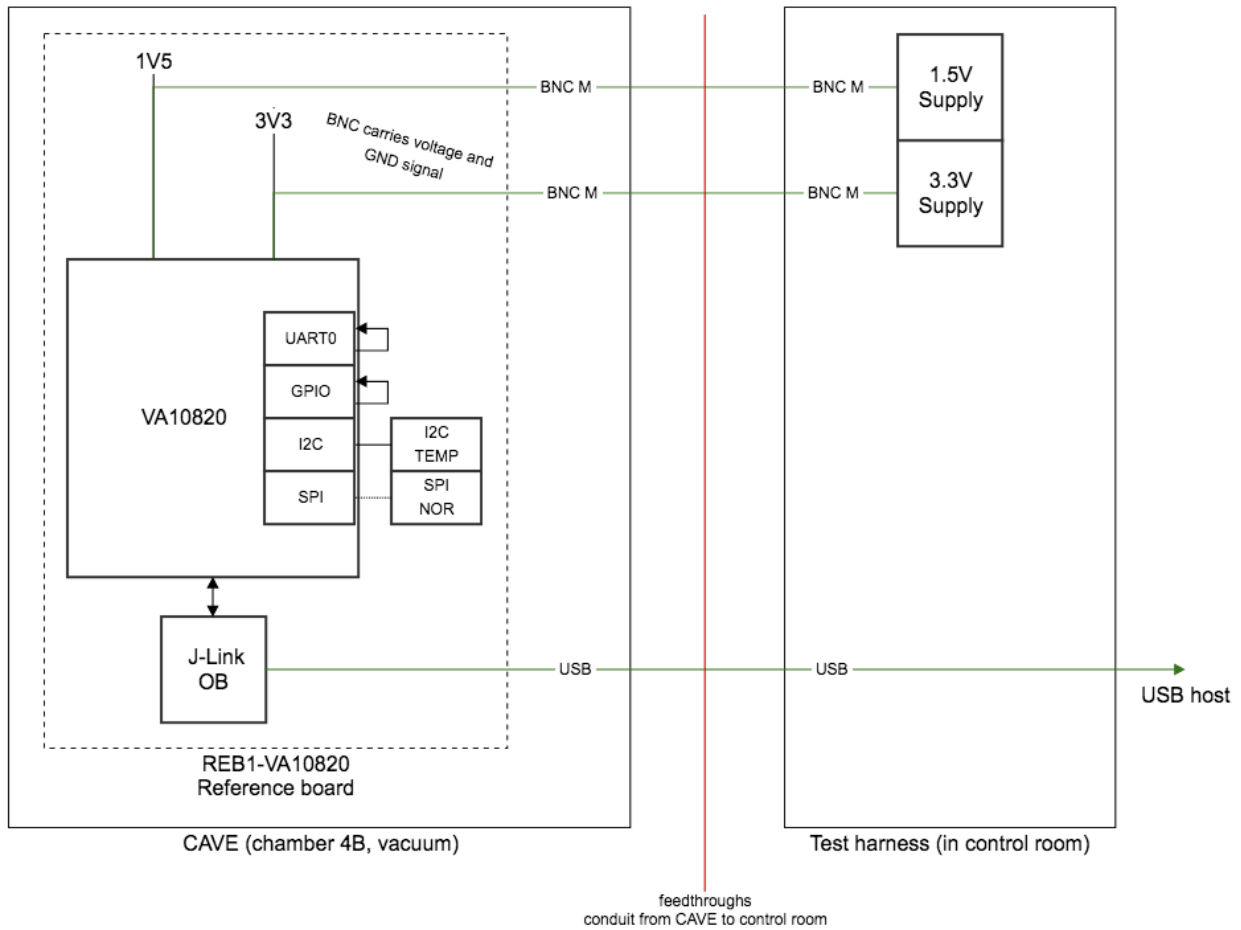 1V5
BNC M
BNC M
1.5V
Supply
3V3
BNC carries voltage and
GND signal
BNC M
BNC M
3.3V
Supply
UART0
GPIO
VA10820
I2C
I2C
TEMP
SPI
SPI
NOR
J-Link
OB
USB
USB
USB host
REB1-VA10820
Reference board
CAVE (chamber 4B, vacuum)
Test harness (in control room)
feedthroughs
conduit from CAVE to control room